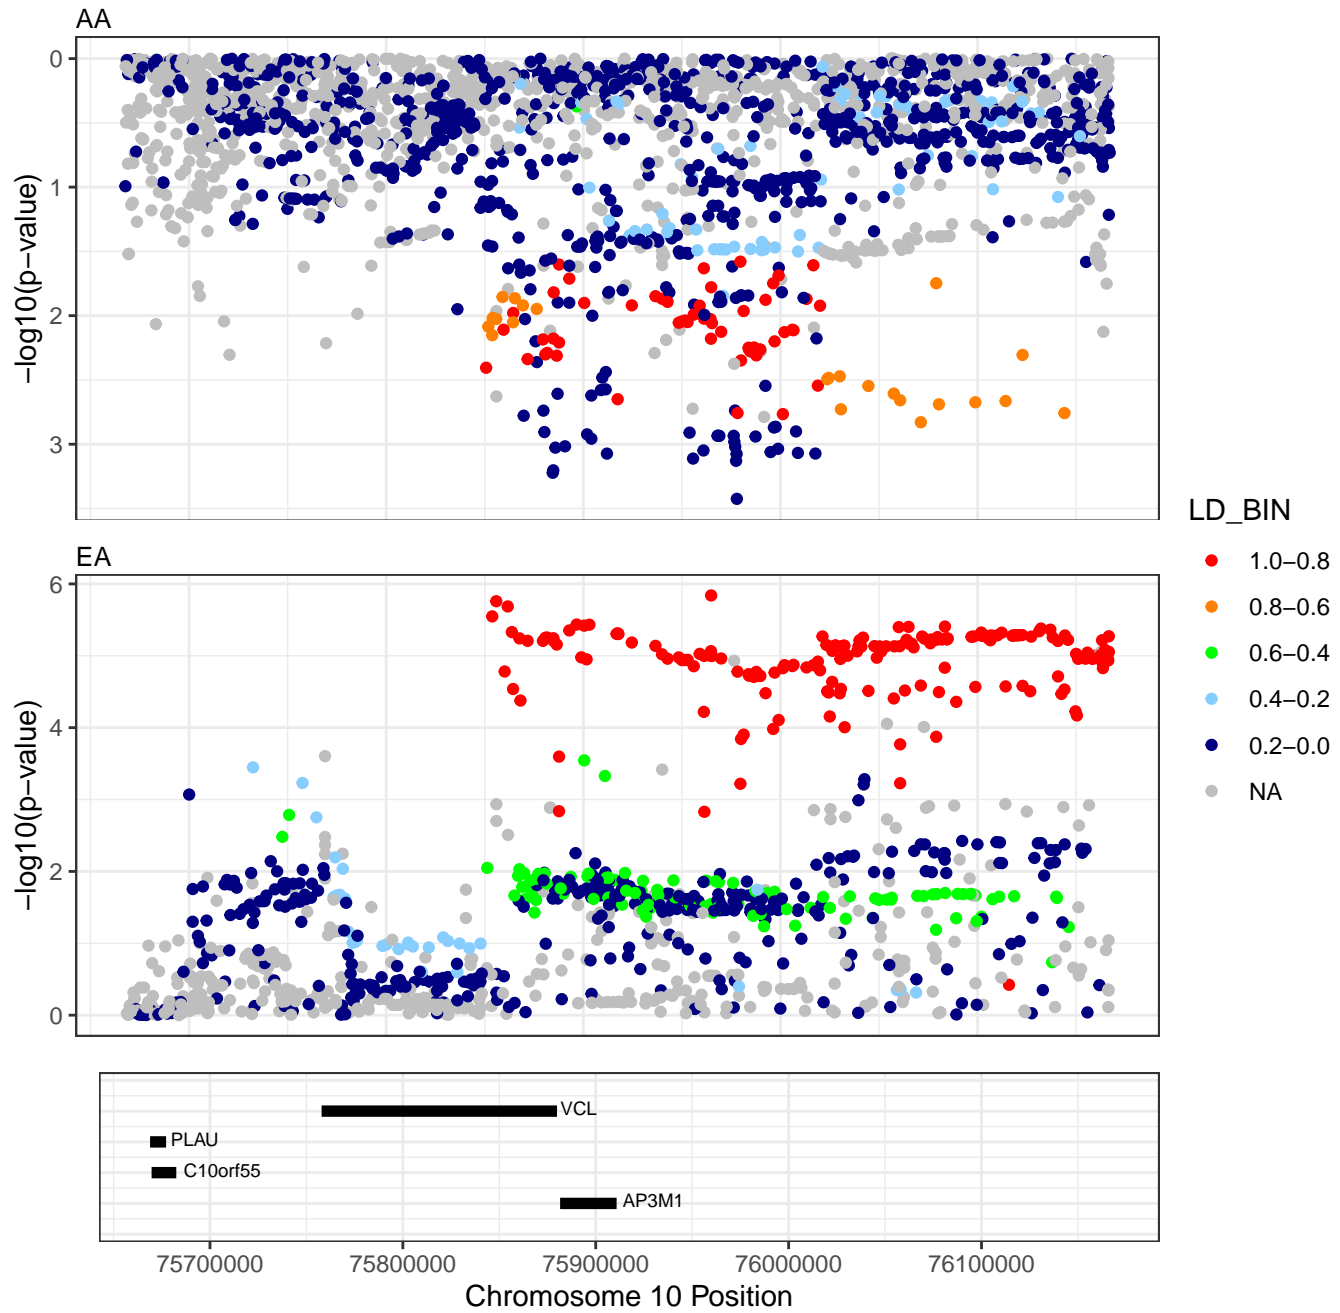 AA
0
1
2
3
−log10(p−value)
EA
6
4
2
0
−log10(p−value)
LD_BIN
1.0−0.8
0.8−0.6
0.6−0.4
0.4−0.2
0.2−0.0
NA
VCL
PLAU
C10orf55
AP3M1
75700000 75800000 75900000 76000000 76100000
Chromosome 10 Position